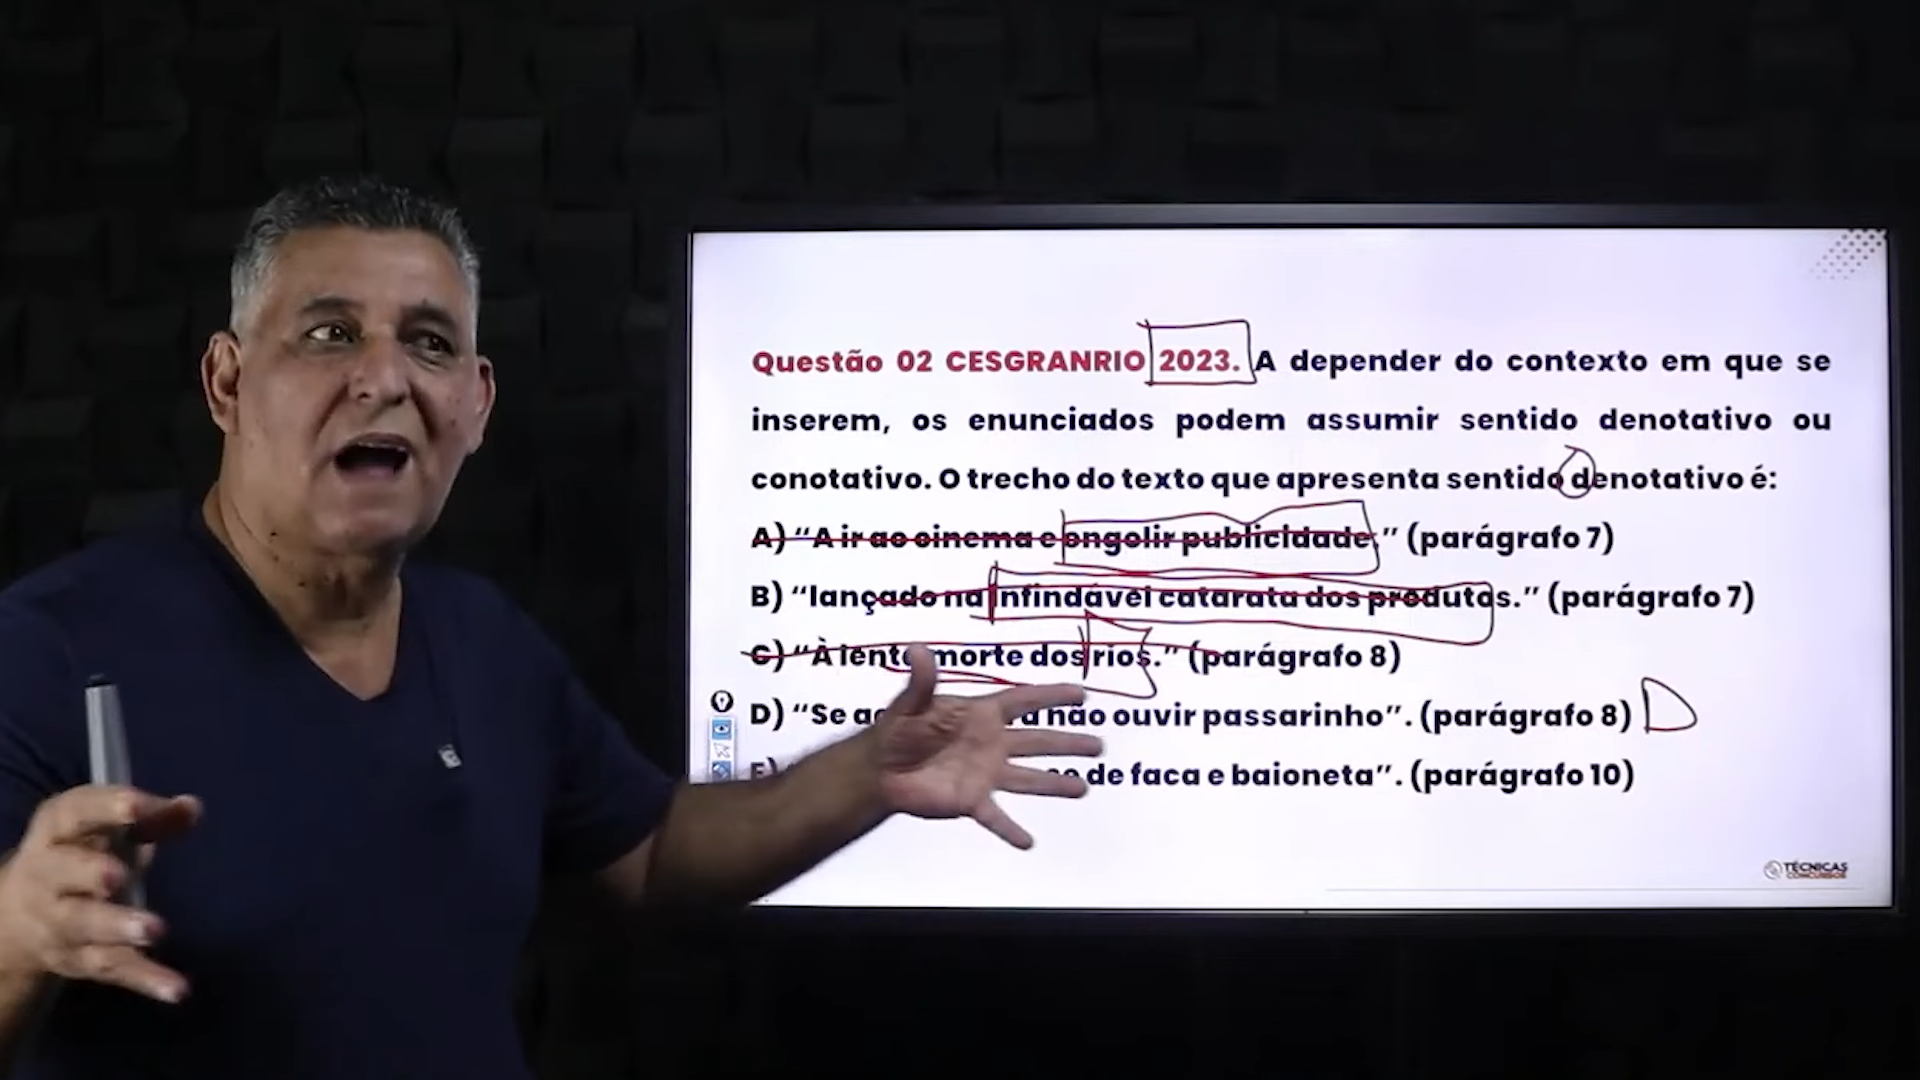 Questão 02 CESGRANRIO 2023. A depender do contexto em que se
inserem, os enunciados podem assumir sentido denotativo ou
conotativo. O trecho do texto que apresenta sentido denotativo é:
A) “A ir ao cinema e engolir publicidade.” (parágrafo 7)
B) “lançado na infindável catarata dos produtos.” (parágrafo 7)
C) “À lenta morte dos rios.” (parágrafo 8)
D) “Se não ouvir passarinho”. (parágrafo 8) D
E) “ de faca e baioneta”. (parágrafo 10)
TÉCNICAS
CONCURSOS